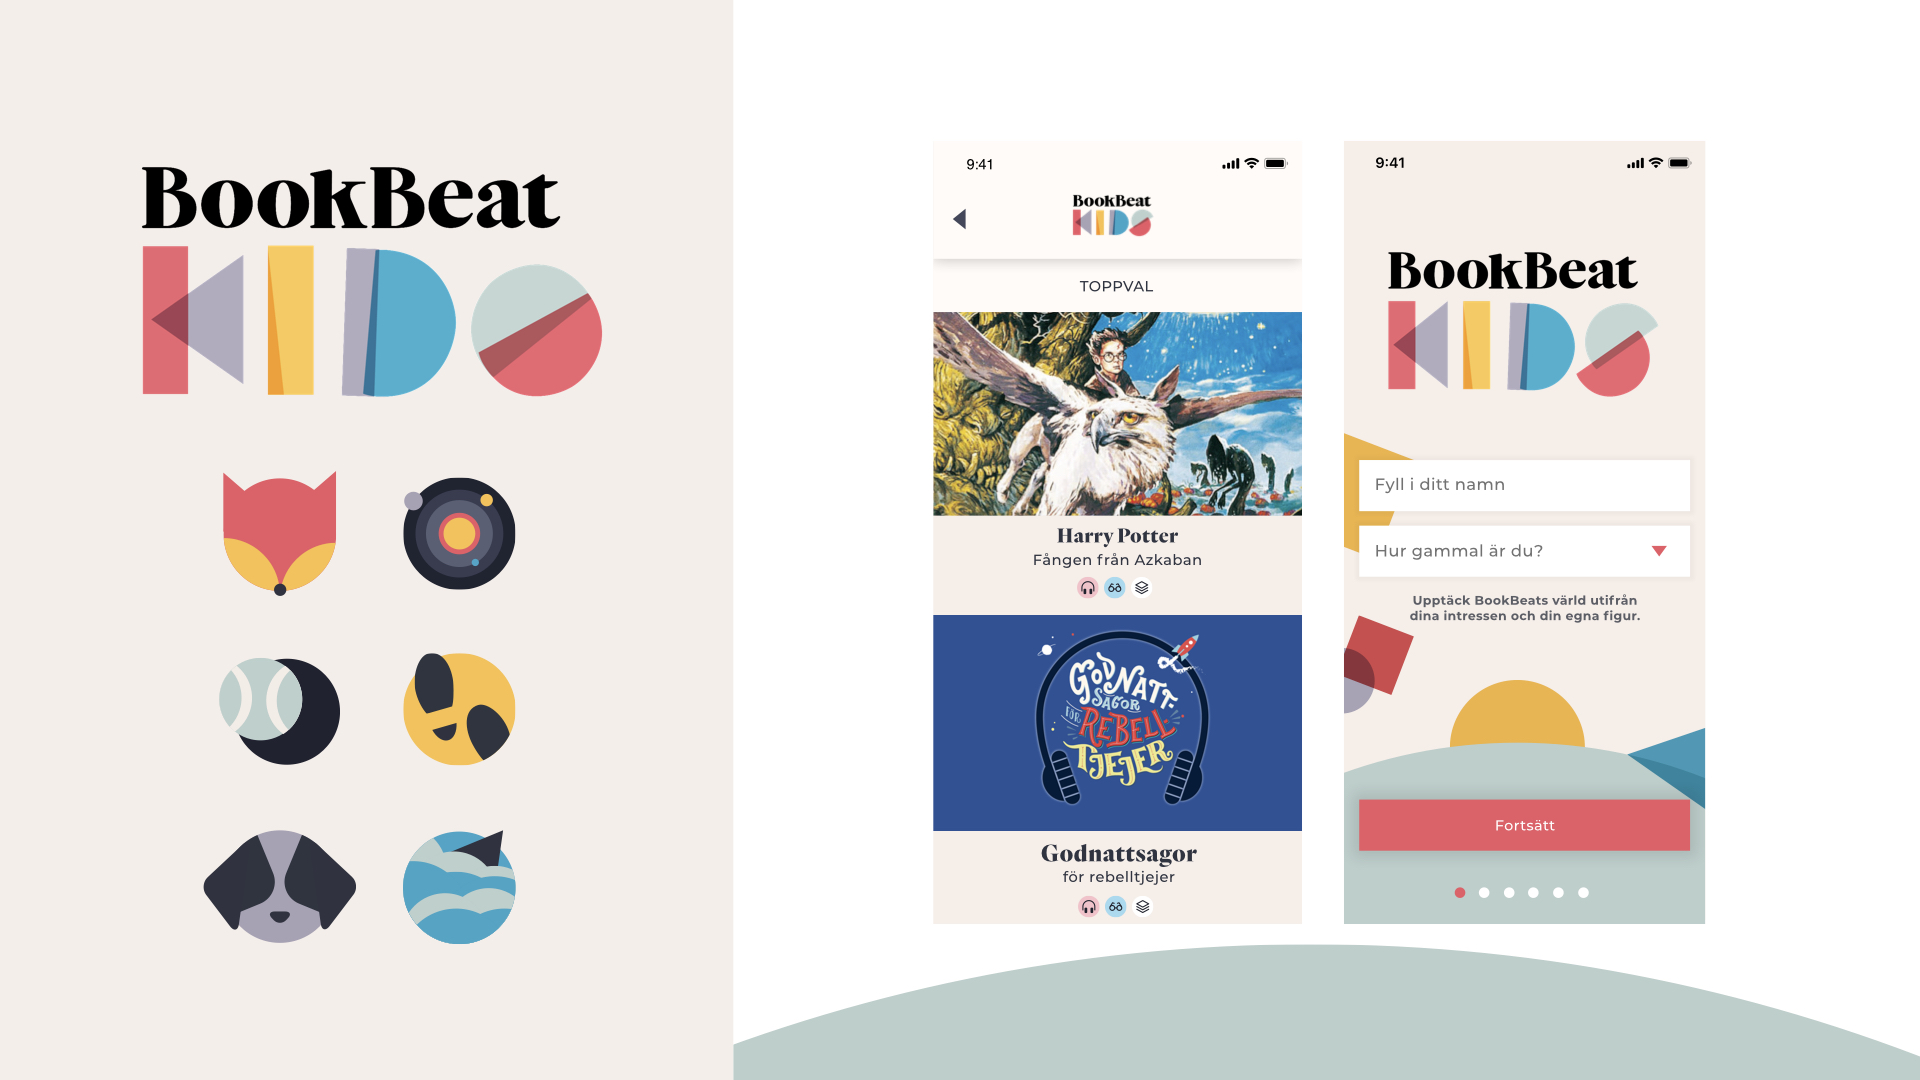 BookBeat
KIDS
9:41
BookBeat
KIDS
TOPPVAL
Harry Potter
Fången från Azkaban
GODNATT-
SAGOR
FÖR REBELL-
TJEJER
Godnattsagor
för rebelltjejer
9:41
BookBeat
KIDS
Fyll i ditt namn
Hur gammal är du?
Upptäck BookBeats värld utifrån
dina intressen och din egna figur.
Fortsätt